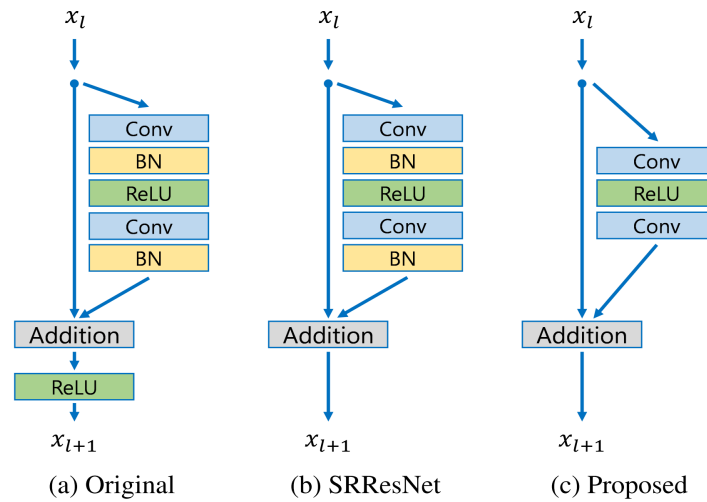 x_l
Conv
BN
ReLU
Conv
BN
Addition
ReLU
x_{l+1}
(a) Original
x_l
Conv
BN
ReLU
Conv
BN
Addition
x_{l+1}
(b) SRResNet
x_l
Conv
ReLU
Conv
Addition
x_{l+1}
(c) Proposed